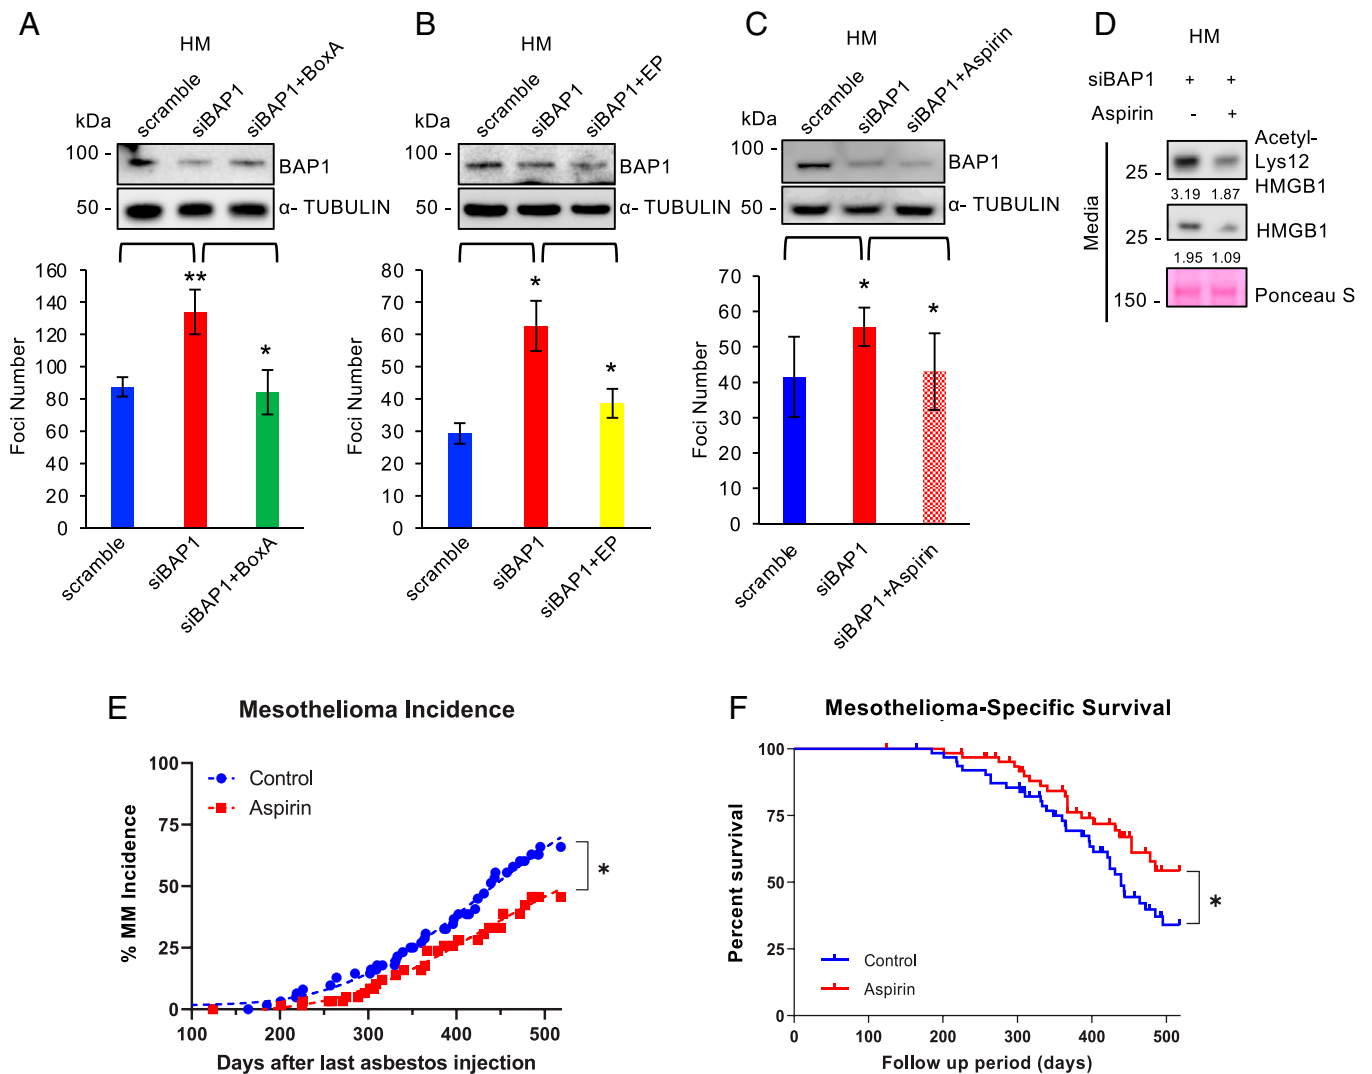 A
HM
scramble
siBAP1
siBAP1+BoxA
kDa
100 -
BAP1
50 -
α- TUBULIN
160
140
120
100
80
60
40
20
0
Foci Number
**
*
scramble
siBAP1
siBAP1+BoxA
B
HM
scramble
siBAP1
siBAP1+EP
kDa
100 -
BAP1
50 -
α- TUBULIN
80
70
60
50
40
30
20
10
0
Foci Number
*
*
scramble
siBAP1
siBAP1+EP
C
HM
scramble
siBAP1
siBAP1+Aspirin
kDa
100 -
BAP1
50 -
α- TUBULIN
70
60
50
40
30
20
10
0
Foci Number
*
*
scramble
siBAP1
siBAP1+Aspirin
D
HM
siBAP1 + +
Aspirin - +
Media
25 -
Acetyl-
Lys12
HMGB1
3.19 1.87
25 -
HMGB1
1.95 1.09
150 -
Ponceau S
E
Mesothelioma Incidence
Control
Aspirin
100
75
50
25
0
% MM Incidence
*
100 200 300 400 500
Days after last asbestos injection
F
Mesothelioma-Specific Survival
100
75
50
25
0
Percent survival
*
Control
Aspirin
0 100 200 300 400 500
Follow up period (days)